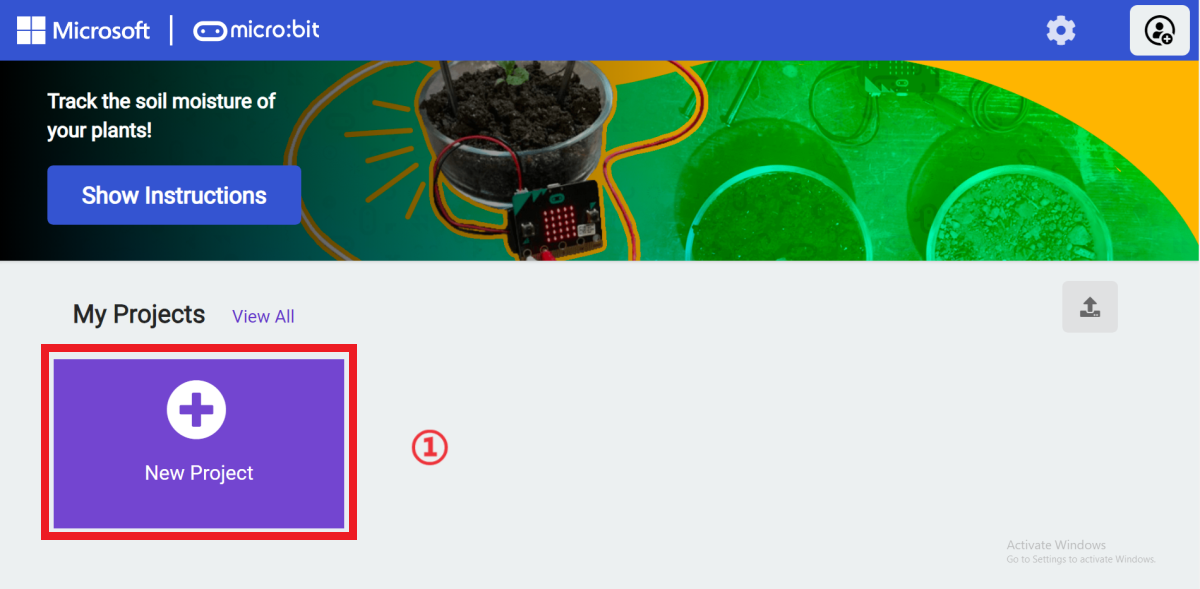 Microsoft
micro:bit
Track the soil moisture of
your plants!
Show Instructions
My Projects
View All
New Project
①
Activate Windows
Go to Settings to activate Windows.